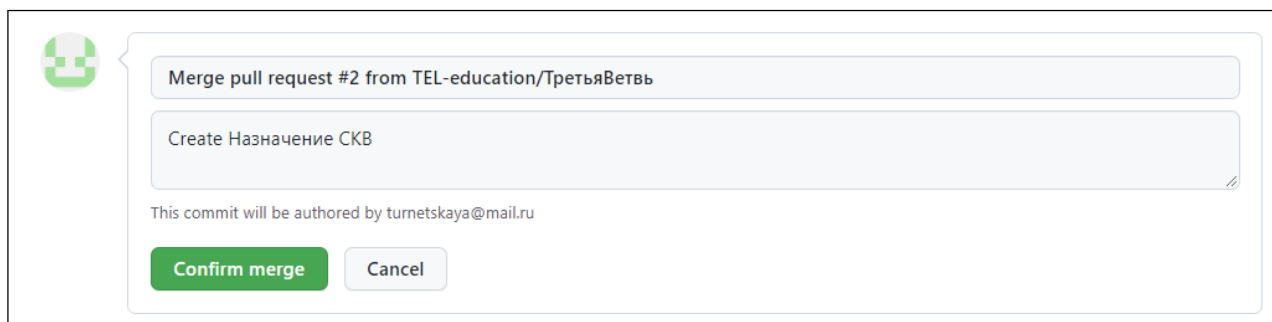 Merge pull request #2 from TEL-education/ТретьяВетвь
Create Назначение СКВ
This commit will be authored by turnetskaya@mail.ru
Confirm merge
Cancel